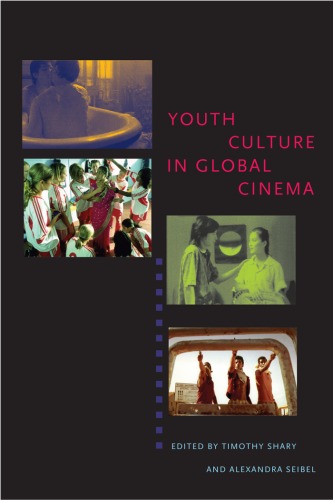 YOUTH
CULTURE
IN GLOBAL
CINEMA
EDITED BY TIMOTHY SHARY
AND ALEXANDRA SEIBEL